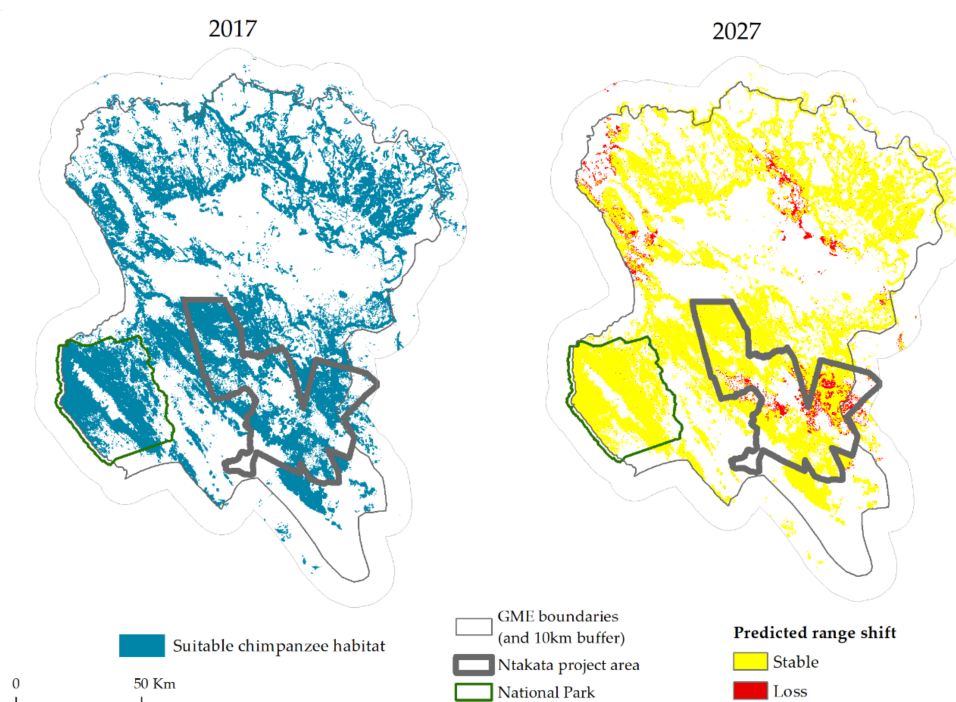 2017
2027
Suitable chimpanzee habitat
GME boundaries
(and 10km buffer)
Ntakata project area
National Park
Predicted range shift
Stable
Loss
0
50 Km